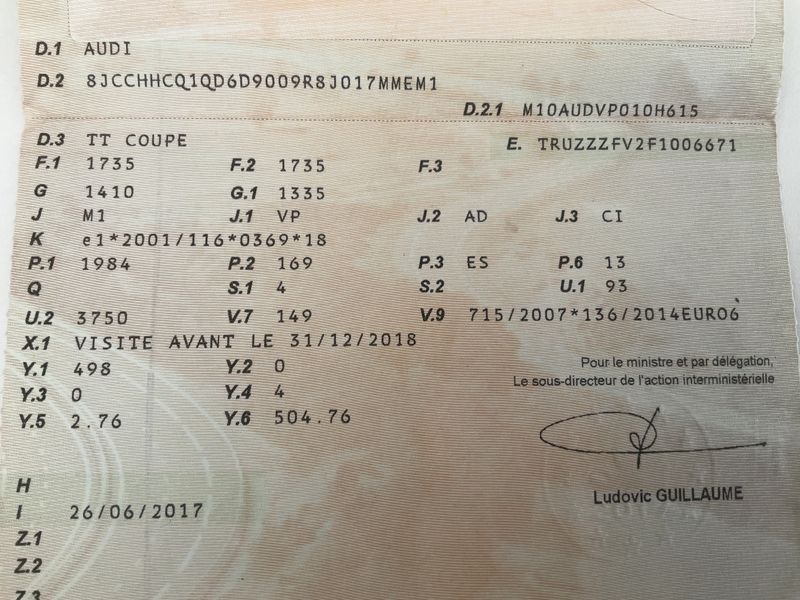 D.1 AUDI
D.2 8JCCHHCQ1QD6D9009R8J017MMEM1
D.2.1 M10AUDVP010H615
D.3 TT COUPE
E. TRUZZZFV2F1006671
F.1 1735 F.2 1735 F.3
G 1410 G.1 1335
J M1 J.1 VP J.2 AD J.3 CI
K e1*2001/116*0369*18
P.1 1984 P.2 169 P.3 ES P.6 13
Q S.1 4 S.2 U.1 93
U.2 3750 V.7 149 V.9 715/2007*136/2014EURO6
X.1 VISITE AVANT LE 31/12/2018
Y.1 498 Y.2 0
Y.3 0 Y.4 4
Y.5 2.76 Y.6 504.76
Pour le ministre et par délégation,
Le sous-directeur de l'action interministérielle
Ludovic GUILLAUME
H
I 26/06/2017
Z.1
Z.2
Z.3